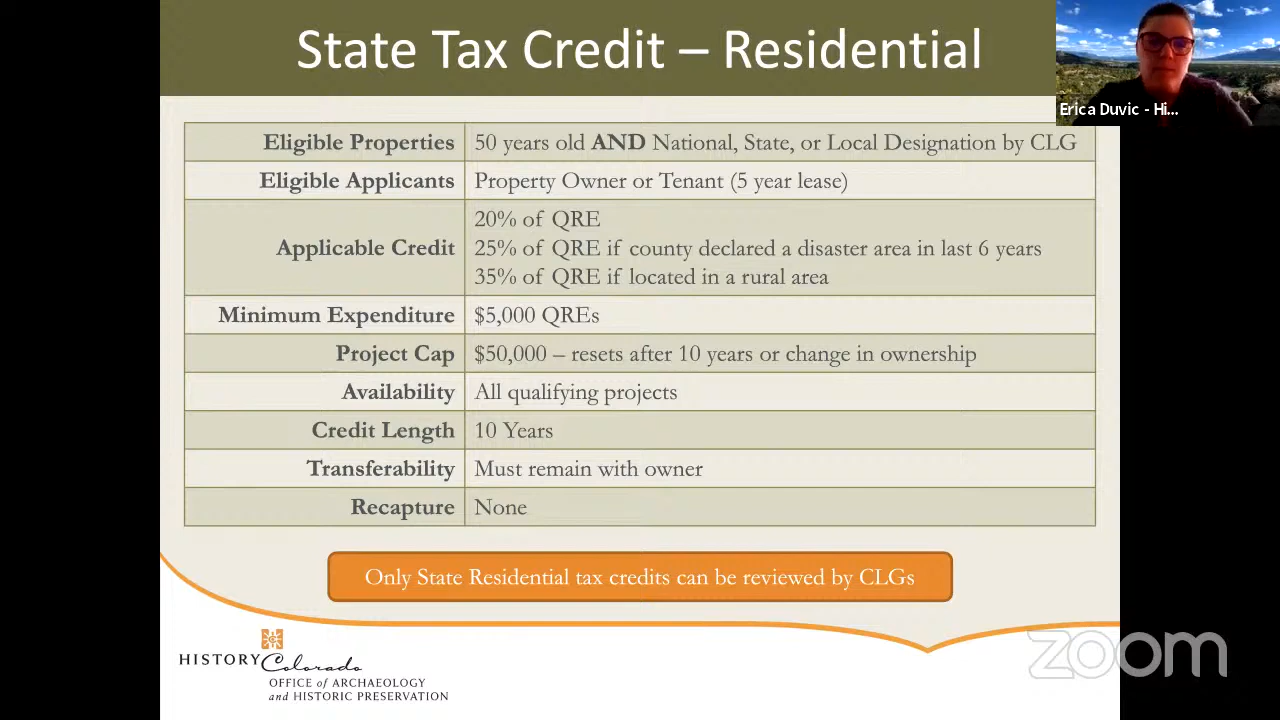 State Tax Credit – Residential
Erica Duvic - Hi...
Eligible Properties 50 years old AND National, State, or Local Designation by CLG
Eligible Applicants Property Owner or Tenant (5 year lease)
Applicable Credit
20% of QRE
25% of QRE if county declared a disaster area in last 6 years
35% of QRE if located in a rural area
Minimum Expenditure $5,000 QREs
Project Cap $50,000 – resets after 10 years or change in ownership
Availability All qualifying projects
Credit Length 10 Years
Transferability Must remain with owner
Recapture None
Only State Residential tax credits can be reviewed by CLGs
HISTORY Colorado
OFFICE of ARCHAEOLOGY
and HISTORIC PRESERVATION
zoom